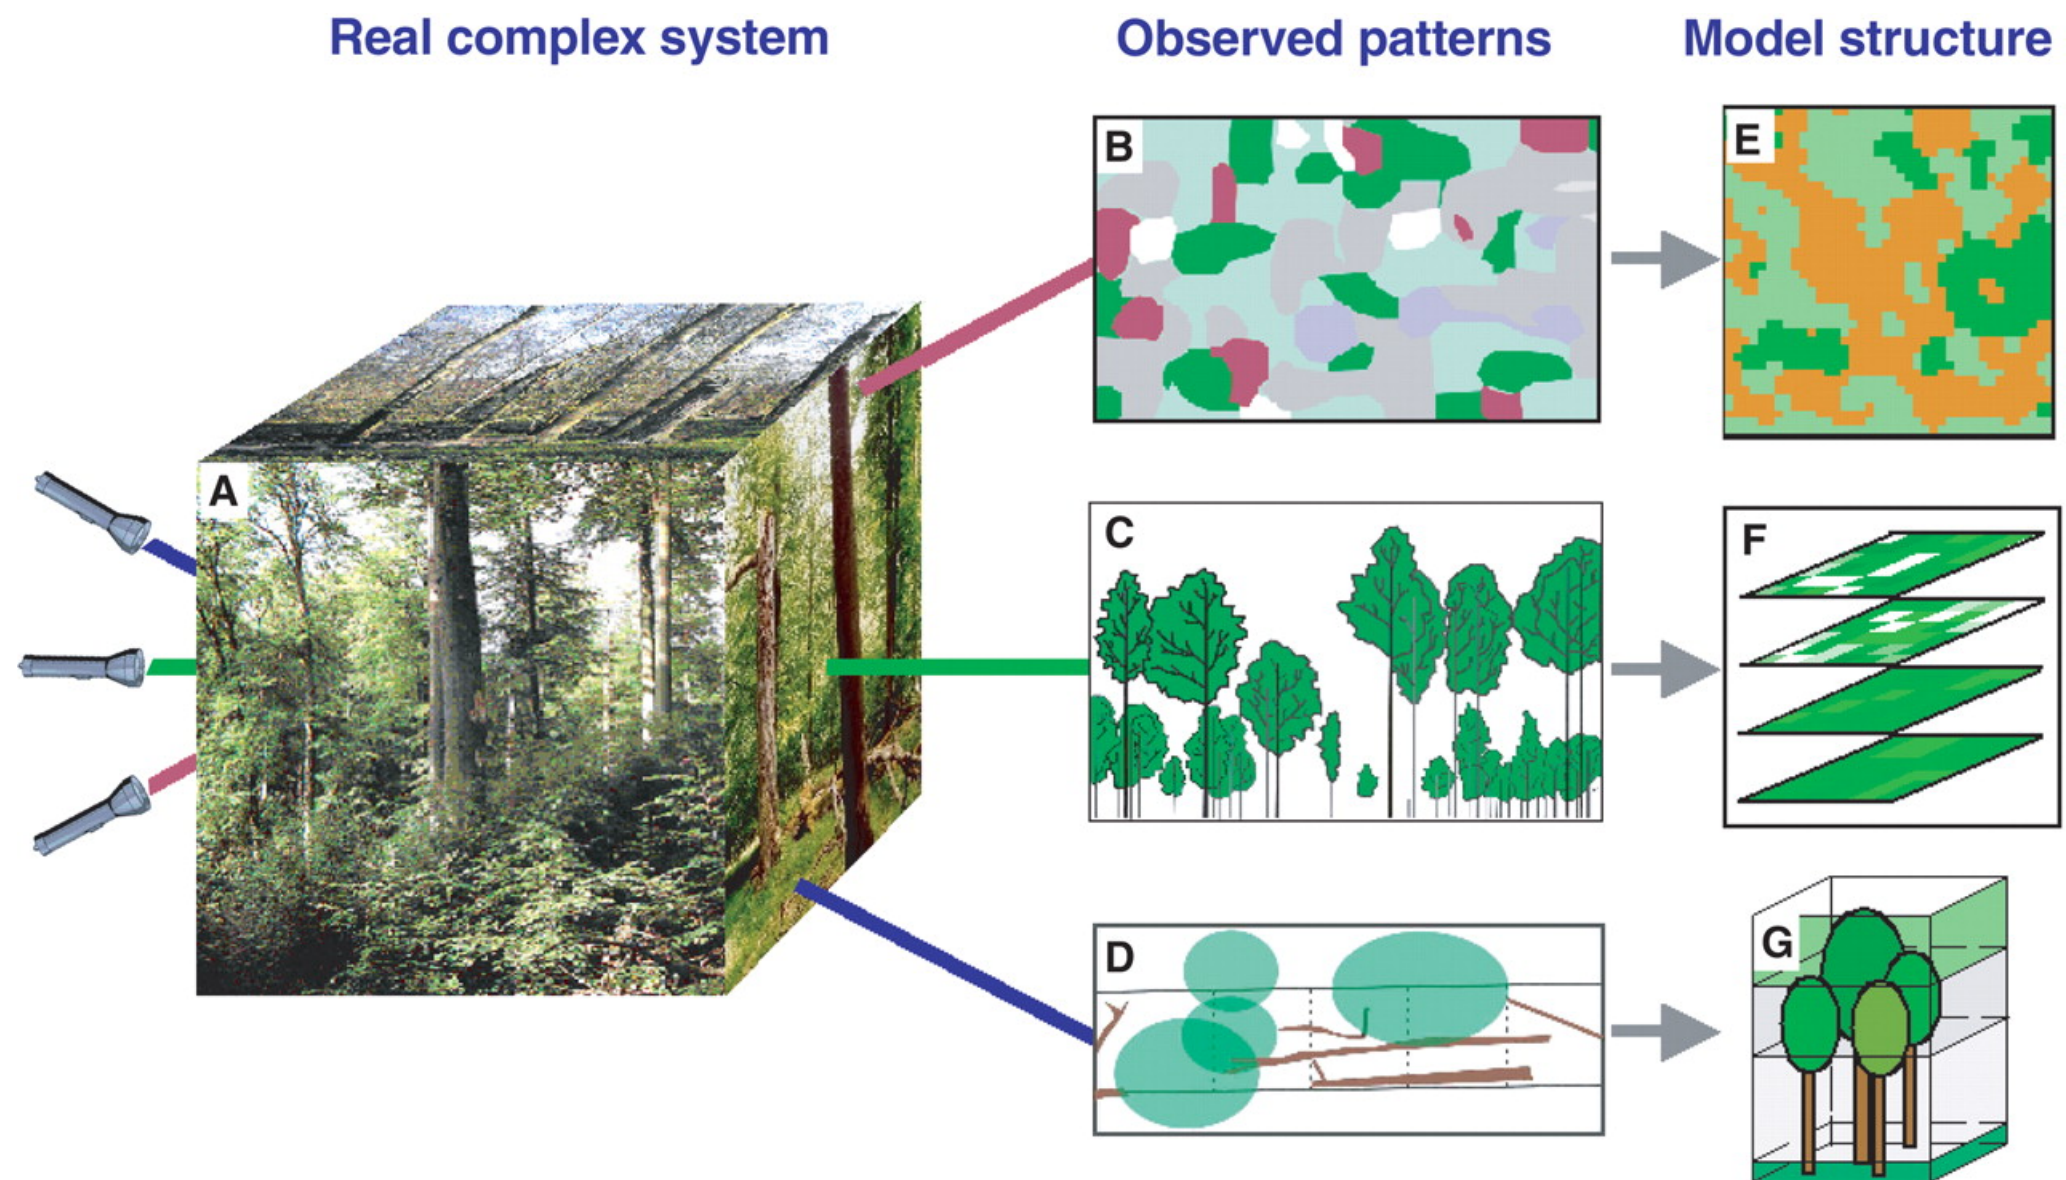 Real complex system
Observed patterns
Model structure
A
B
C
D
E
F
G